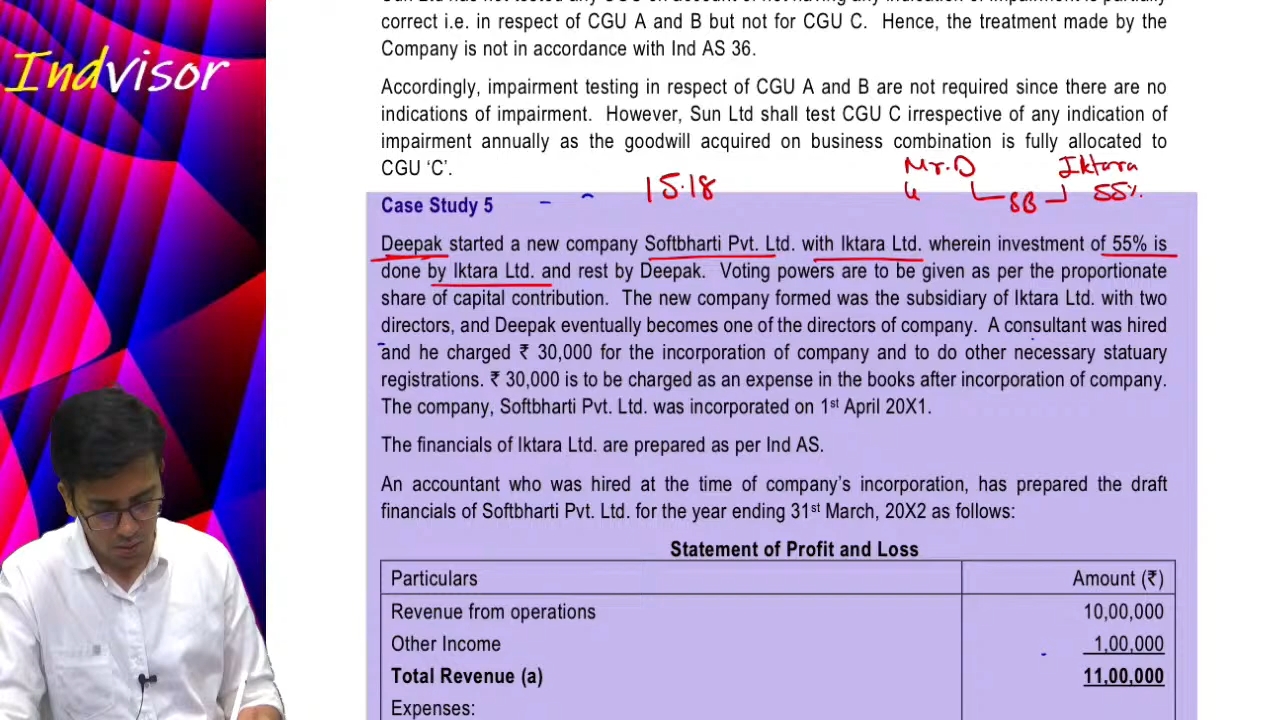 Sun Ltd has not tested any CGU on account of not having any indication of impairment is partially
correct i.e. in respect of CGU A and B but not for CGU C. Hence, the treatment made by the
Company is not in accordance with Ind AS 36.
Indvisor
Accordingly, impairment testing in respect of CGU A and B are not required since there are no
indications of impairment. However, Sun Ltd shall test CGU C irrespective of any indication of
impairment annually as the goodwill acquired on business combination is fully allocated to
CGU ‘C’.
Mr. D Iktara
15.18
SB 55%
Case Study 5
Deepak started a new company Softbharti Pvt. Ltd. with Iktara Ltd. wherein investment of 55% is
done by Iktara Ltd. and rest by Deepak. Voting powers are to be given as per the proportionate
share of capital contribution. The new company formed was the subsidiary of Iktara Ltd. with two
directors, and Deepak eventually becomes one of the directors of company. A consultant was hired
and he charged ₹ 30,000 for the incorporation of company and to do other necessary statuary
registrations. ₹ 30,000 is to be charged as an expense in the books after incorporation of company.
The company, Softbharti Pvt. Ltd. was incorporated on 1st April 20X1.
The financials of Iktara Ltd. are prepared as per Ind AS.
An accountant who was hired at the time of company’s incorporation, has prepared the draft
financials of Softbharti Pvt. Ltd. for the year ending 31st March, 20X2 as follows:
Statement of Profit and Loss
Particulars Amount (₹)
Revenue from operations 10,00,000
Other Income 1,00,000
Total Revenue (a) 11,00,000
Expenses: